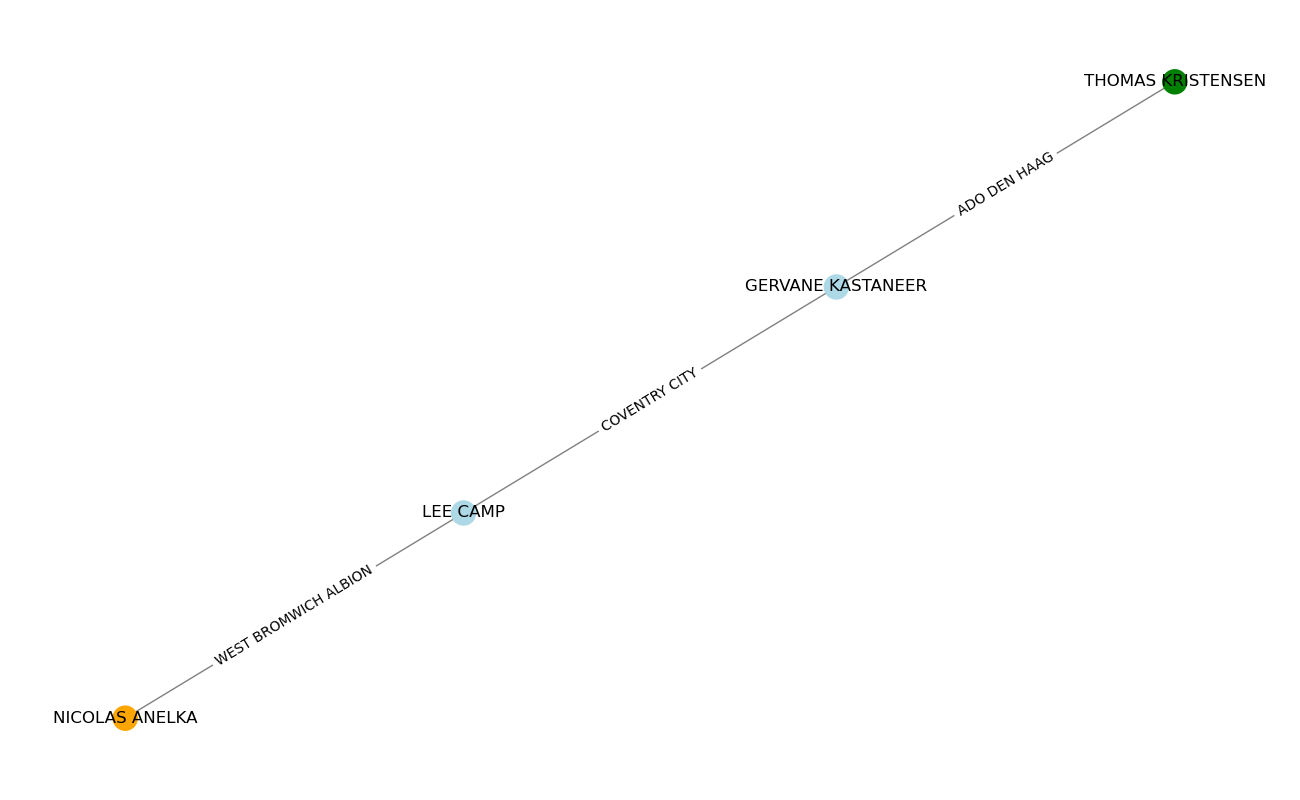 THOMAS KRISTENSEN
ADO DEN HAAG
GERVANE KASTANEER
COVENTRY CITY
LEE CAMP
WEST BROMWICH ALBION
NICOLAS ANELKA